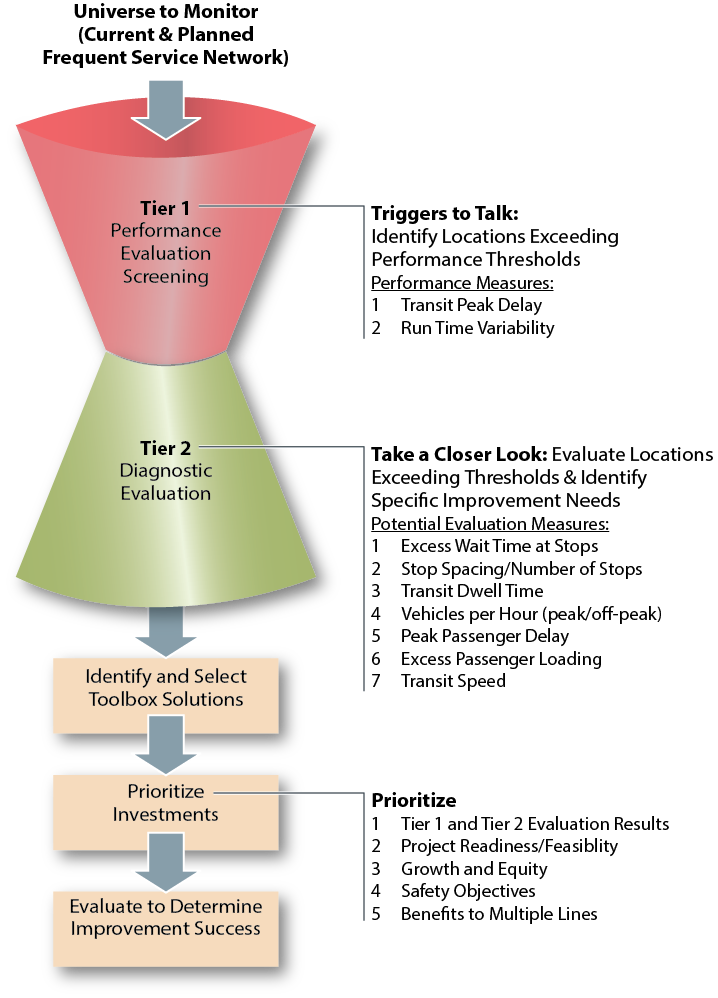 Universe to Monitor
(Current & Planned
Frequent Service Network)
Tier 1
Performance
Evaluation
Screening
Triggers to Talk:
Identify Locations Exceeding
Performance Thresholds
Performance Measures:
1 Transit Peak Delay
2 Run Time Variability
Tier 2
Diagnostic
Evaluation
Take a Closer Look: Evaluate Locations
Exceeding Thresholds & Identify
Specific Improvement Needs
Potential Evaluation Measures:
1 Excess Wait Time at Stops
2 Stop Spacing/Number of Stops
3 Transit Dwell Time
4 Vehicles per Hour (peak/off-peak)
5 Peak Passenger Delay
6 Excess Passenger Loading
7 Transit Speed
Identify and Select
Toolbox Solutions
Prioritize
Investments
Prioritize
1 Tier 1 and Tier 2 Evaluation Results
2 Project Readiness/Feasiblity
3 Growth and Equity
4 Safety Objectives
5 Benefits to Multiple Lines
Evaluate to Determine
Improvement Success